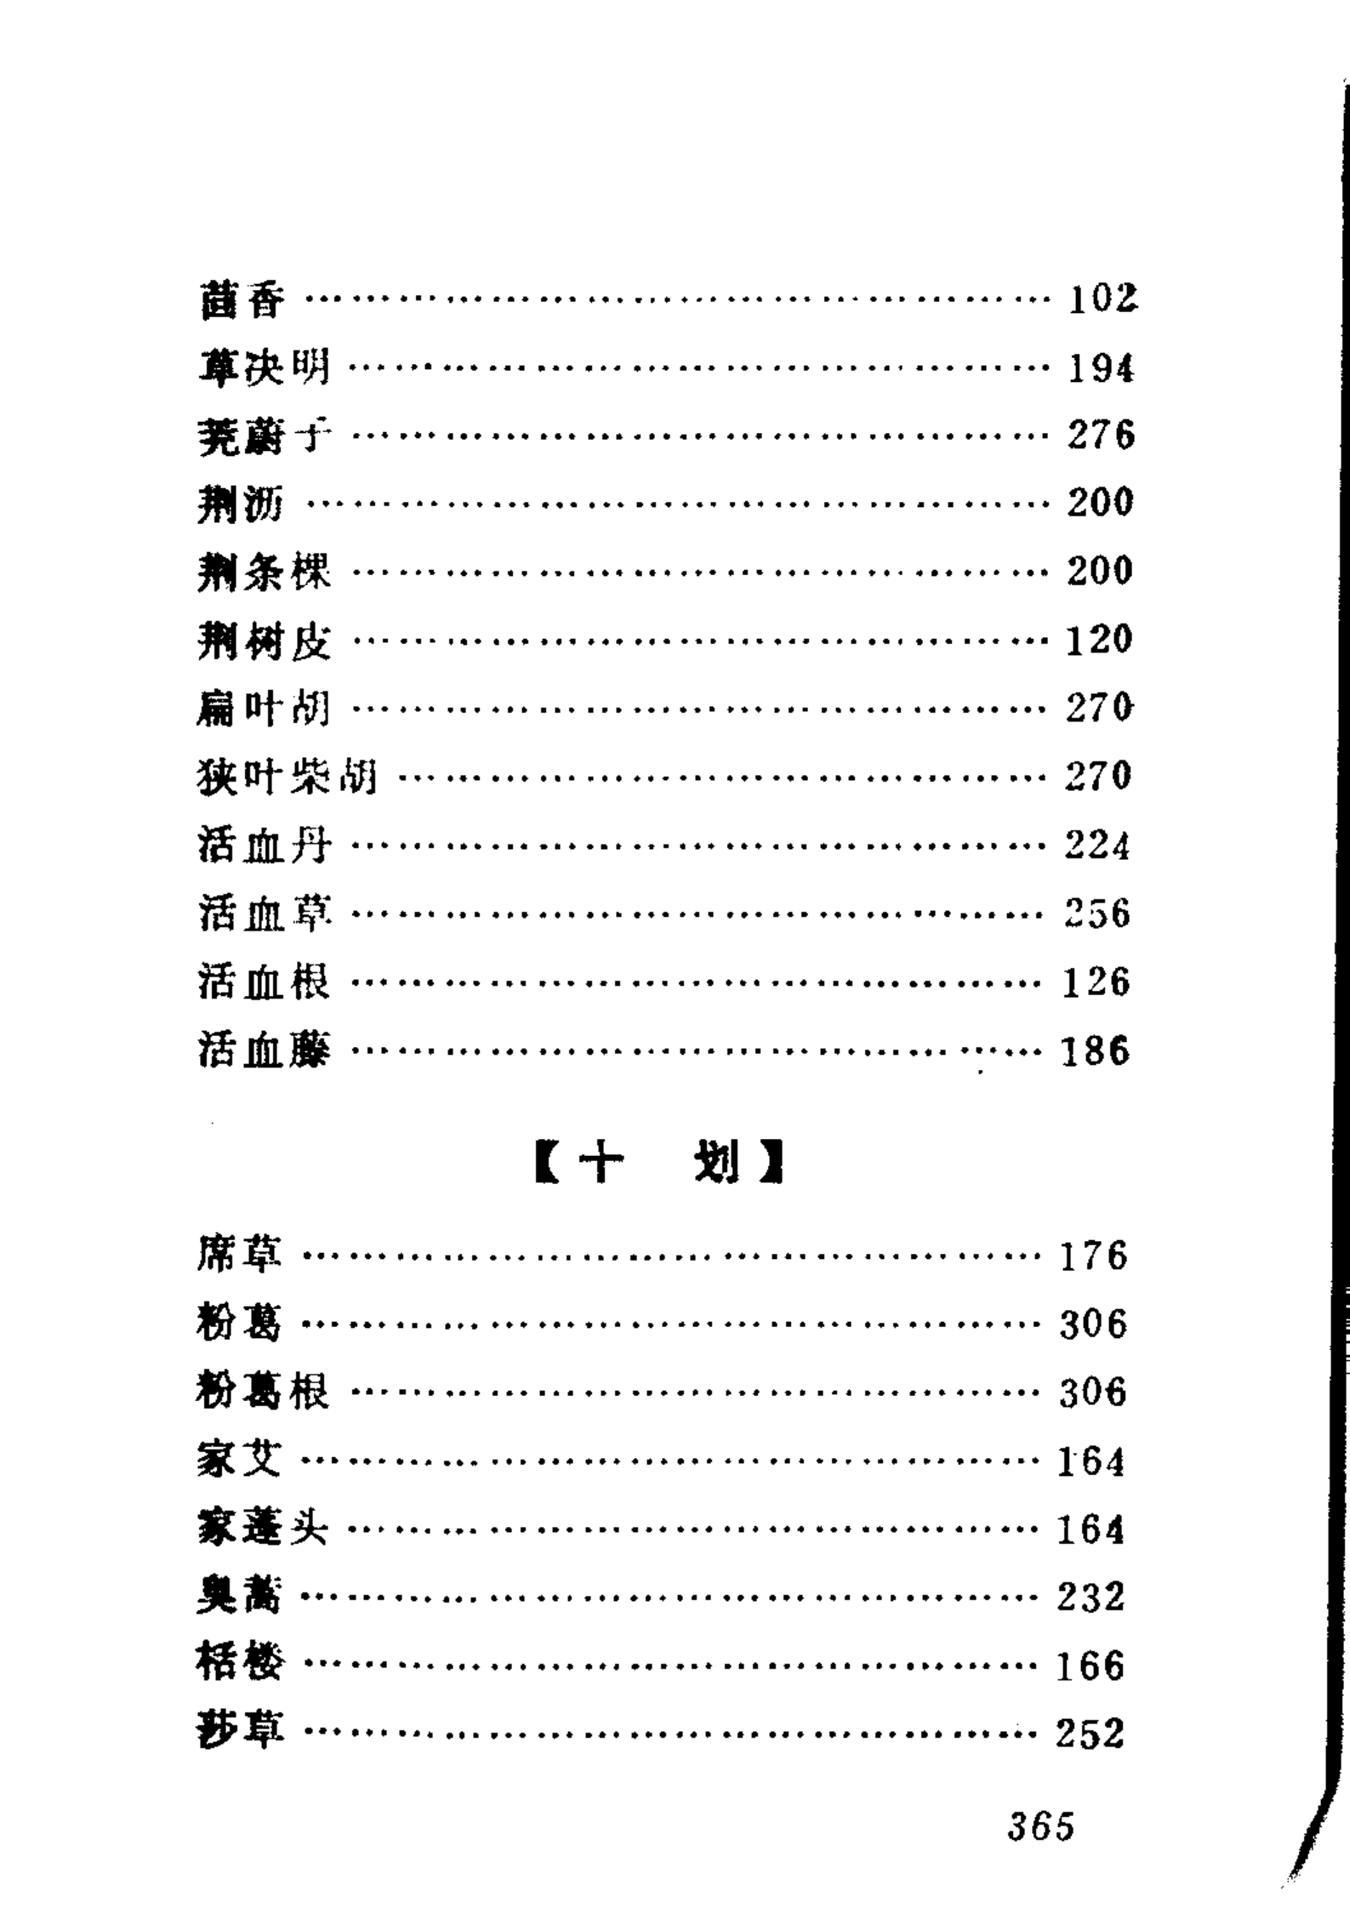 茴香 …………………………………………… 102
草决明 ………………………………………… 194
茺蔚子 ………………………………………… 276
荆沥 …………………………………………… 200
荆条棵 ………………………………………… 200
荆树皮 ………………………………………… 120
扁叶胡 ………………………………………… 270
狭叶柴胡 ……………………………………… 270
活血丹 ………………………………………… 224
活血草 ………………………………………… 256
活血根 ………………………………………… 126
活血藤 ………………………………………… 186
【十 划】
席草 …………………………………………… 176
粉葛 …………………………………………… 306
粉葛根 ………………………………………… 306
家艾 …………………………………………… 164
家蓬头 ………………………………………… 164
臭蒿 …………………………………………… 232
栝楼 …………………………………………… 166
莎草 …………………………………………… 252
365